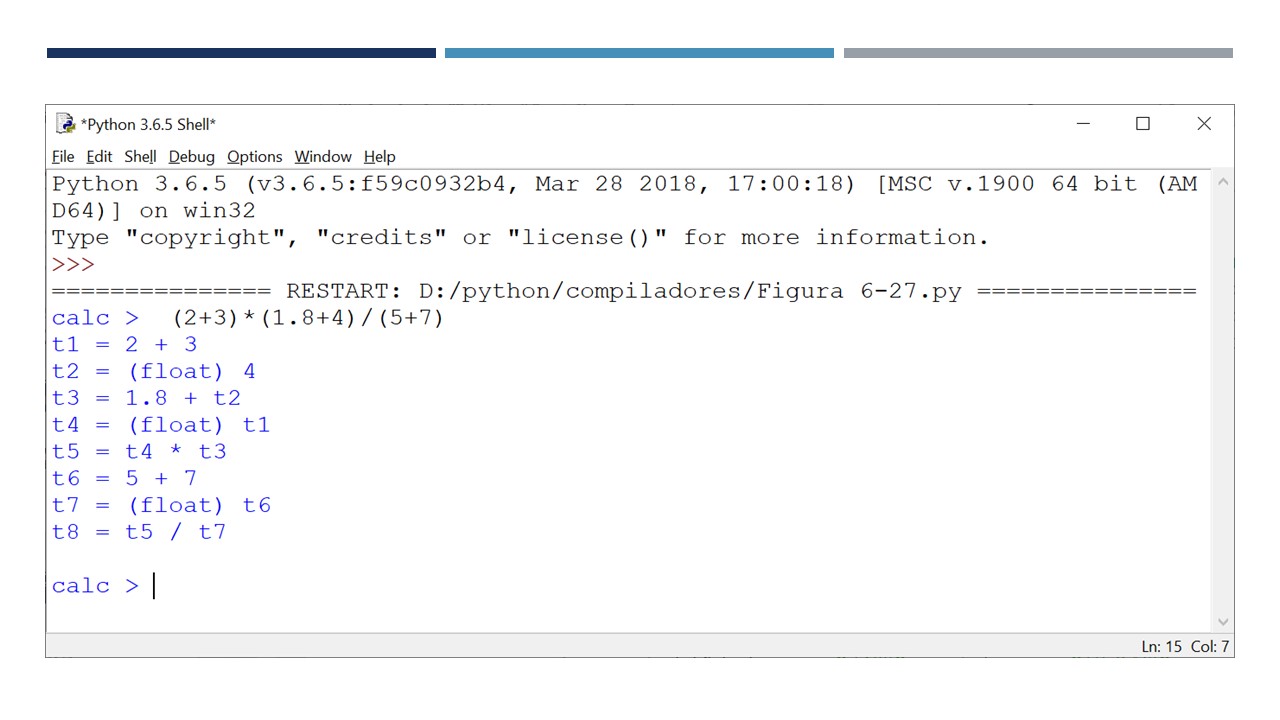 *Python 3.6.5 Shell*
File Edit Shell Debug Options Window Help
Python 3.6.5 (v3.6.5:f59c0932b4, Mar 28 2018, 17:00:18) [MSC v.1900 64 bit (AM
D64)] on win32
Type "copyright", "credits" or "license()" for more information.
>>>
=============== RESTART: D:/python/compiladores/Figura 6-27.py ===============
calc >  (2+3)*(1.8+4)/(5+7)
t1 = 2 + 3
t2 = (float) 4
t3 = 1.8 + t2
t4 = (float) t1
t5 = t4 * t3
t6 = 5 + 7
t7 = (float) t6
t8 = t5 / t7
calc >
Ln: 15 Col: 7